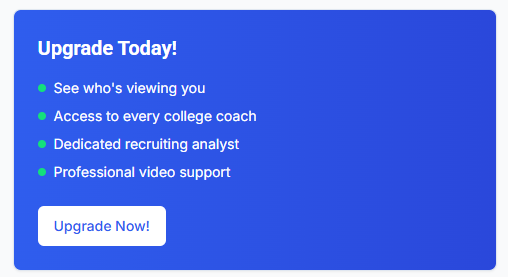 Upgrade Today!
See who's viewing you
Access to every college coach
Dedicated recruiting analyst
Professional video support
Upgrade Now!